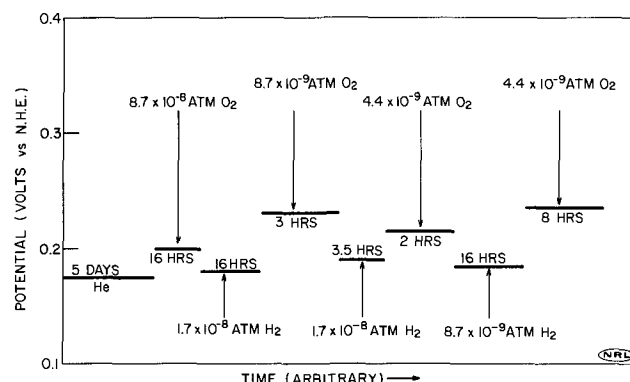 0.4
0.3
0.2
0.1
POTENTIAL (VOLTS vs N.H.E.)
8.7 x 10⁻⁸ ATM O₂
8.7 x 10⁻⁹ ATM O₂
4.4 x 10⁻⁹ ATM O₂
4.4 x 10⁻⁹ ATM O₂
5 DAYS
He
16 HRS
16 HRS
3 HRS
3.5 HRS
2 HRS
16 HRS
8 HRS
1.7 x 10⁻⁸ ATM H₂
1.7 x 10⁻⁸ ATM H₂
8.7 x 10⁻⁹ ATM H₂
NRL
TIME (ARBITRARY)